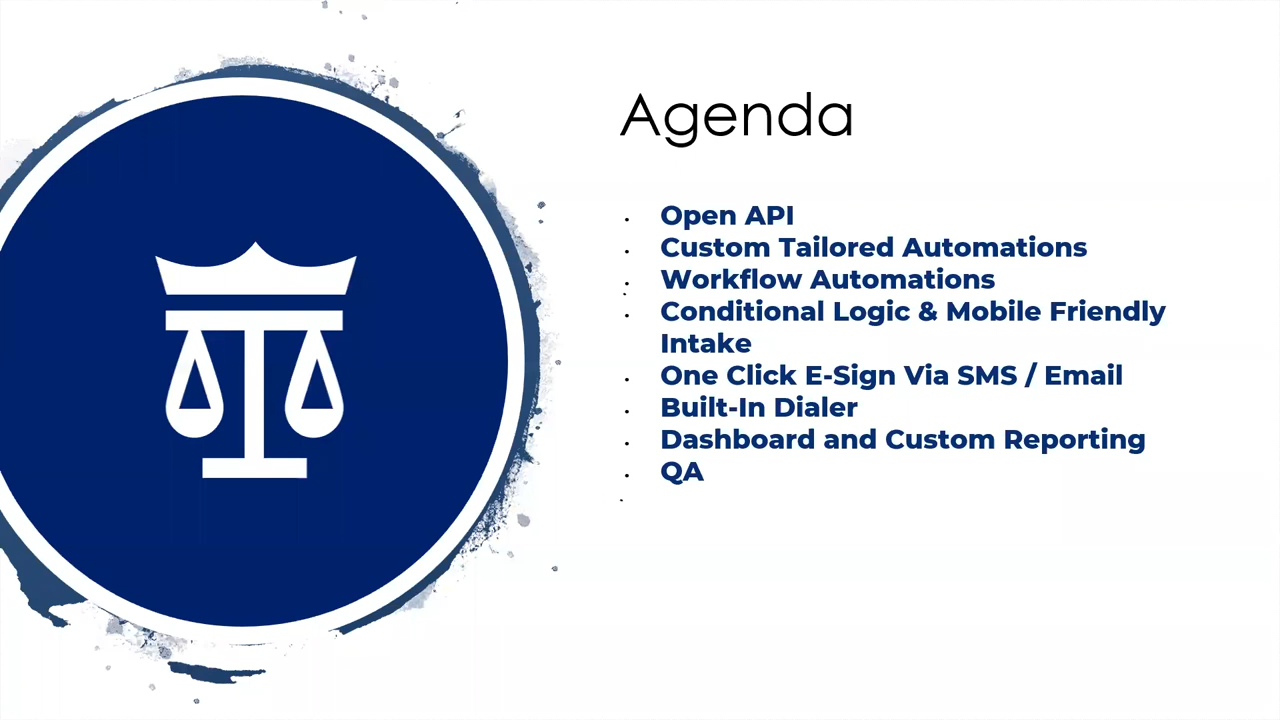 Agenda
Open API
Custom Tailored Automations
Workflow Automations
Conditional Logic & Mobile Friendly
Intake
One Click E-Sign Via SMS / Email
Built-In Dialer
Dashboard and Custom Reporting
QA